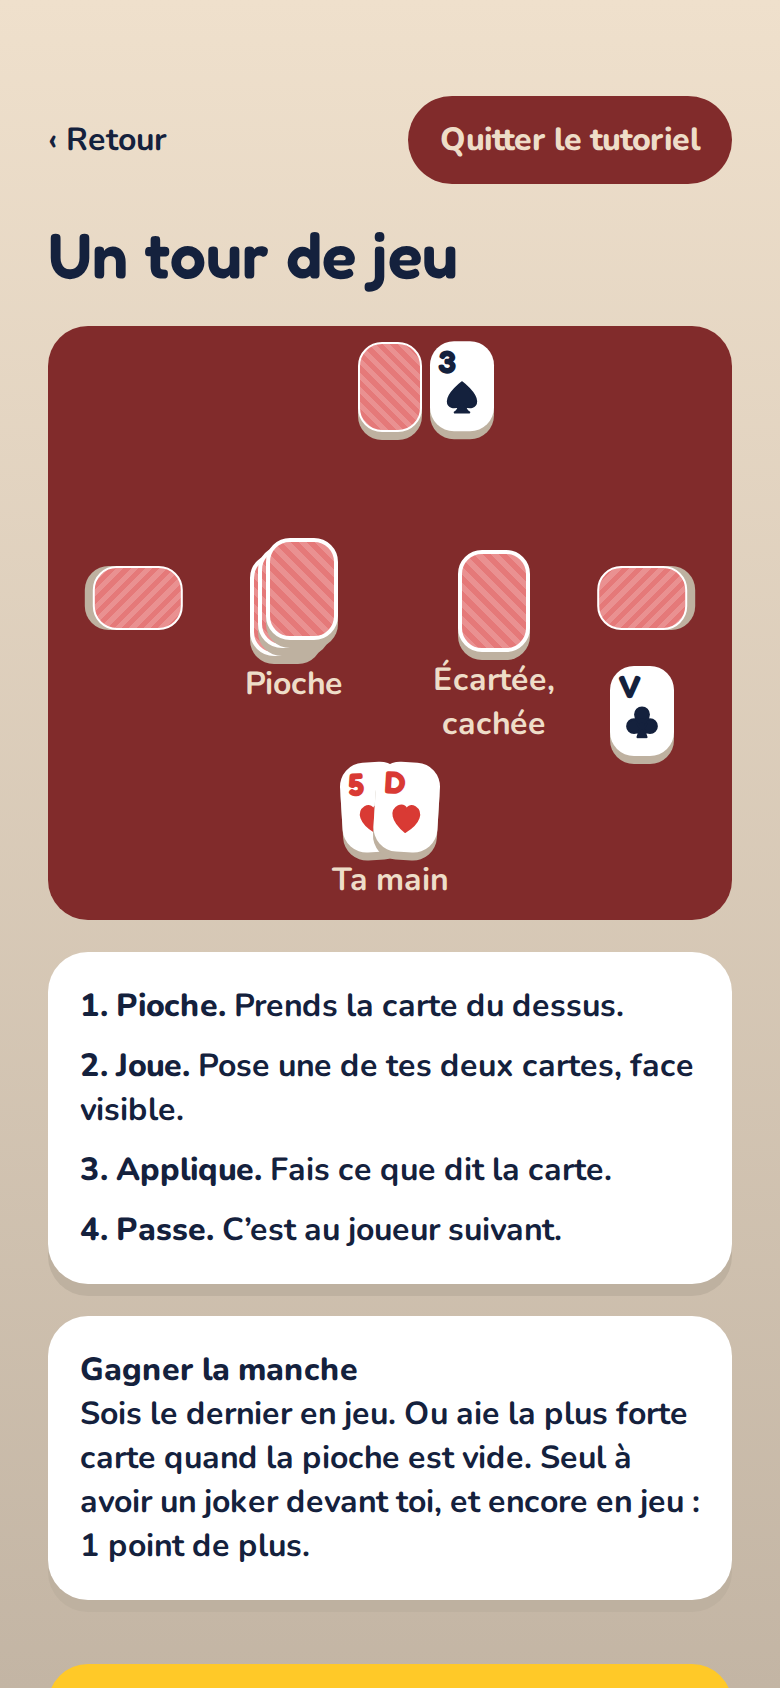 ‹ Retour
Quitter le tutoriel
Un tour de jeu
3
Pioche
Écartée,
cachée
V
5
D
Ta main
1. Pioche. Prends la carte du dessus.
2. Joue. Pose une de tes deux cartes, face
visible.
3. Applique. Fais ce que dit la carte.
4. Passe. C’est au joueur suivant.
Gagner la manche
Sois le dernier en jeu. Ou aie la plus forte
carte quand la pioche est vide. Seul à
avoir un joker devant toi, et encore en jeu :
1 point de plus.